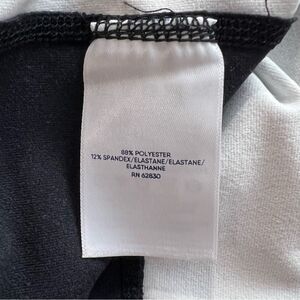 88% POLYESTER
12% SPANDEX/ELASTANE/ELASTANE/
ELASTHANNE
RN 62830